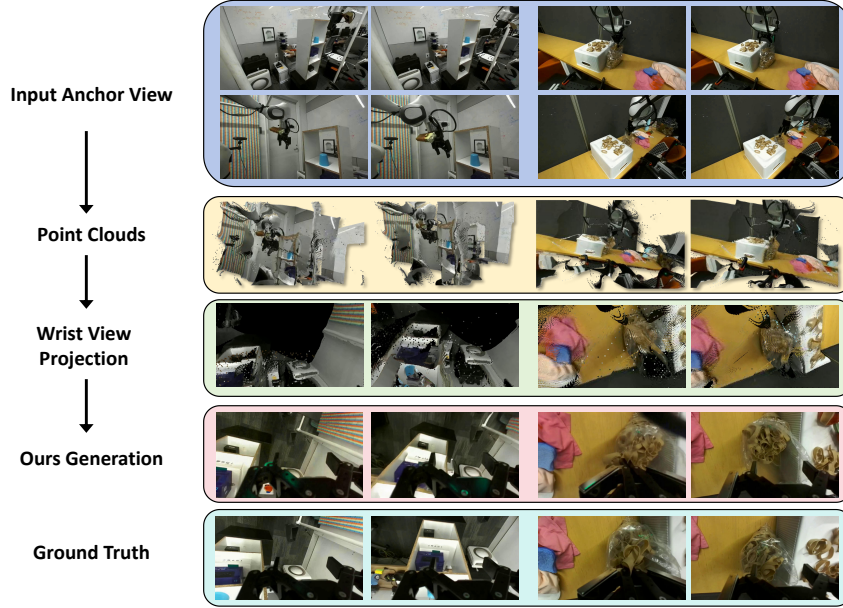 Input Anchor View
Point Clouds
Wrist View
Projection
Ours Generation
Ground Truth